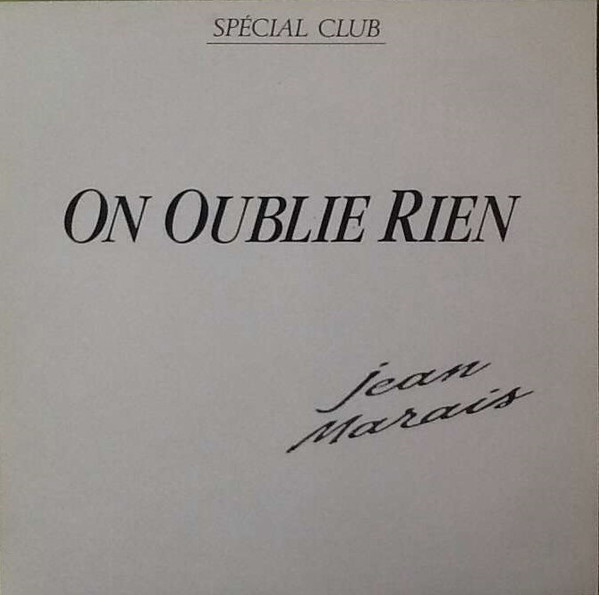 SPÉCIAL CLUB
ON OUBLIE RIEN
jean
Marais